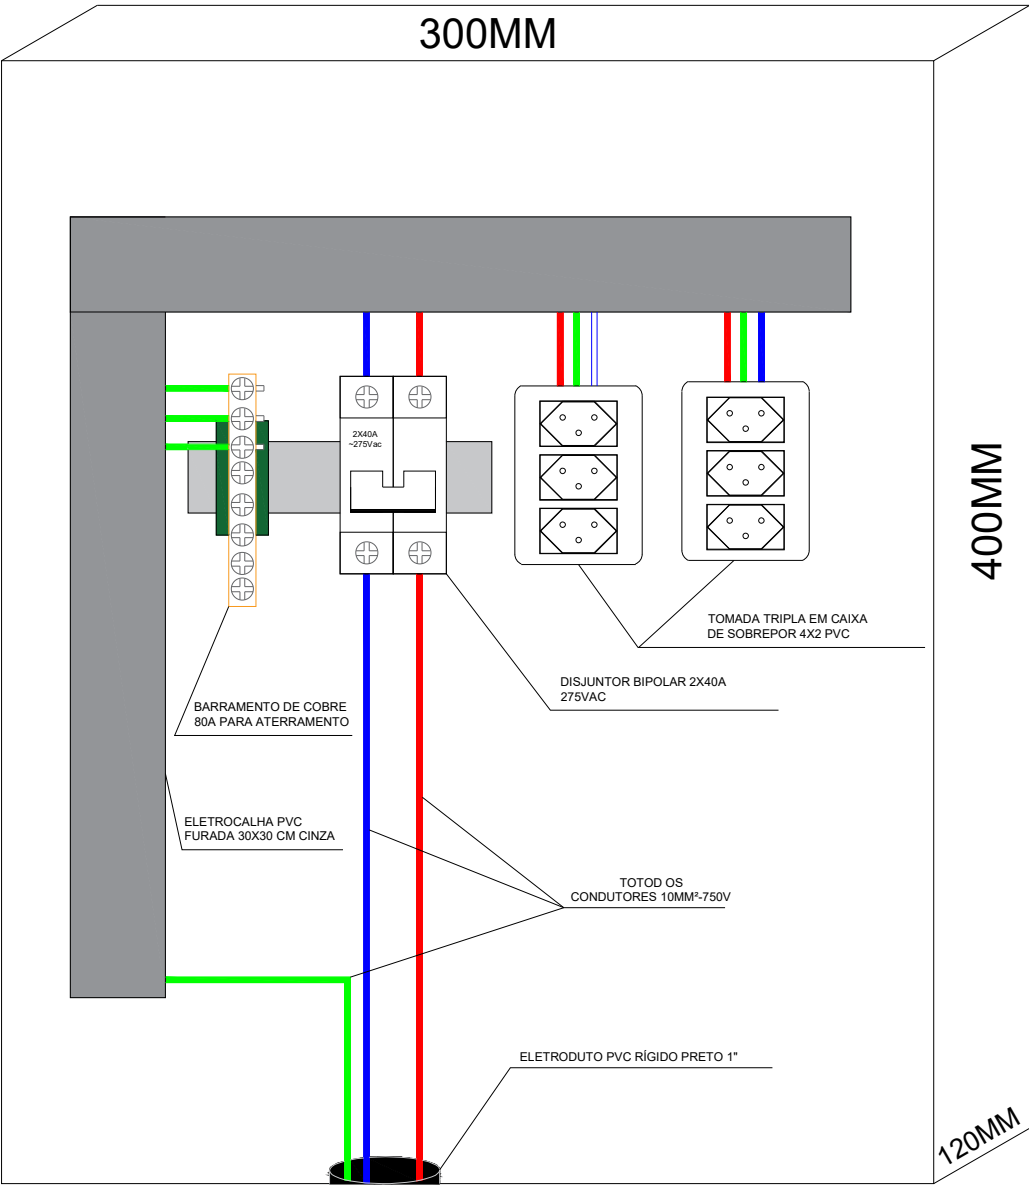 300MM
400MM
2X40A
~275Vac
TOMADA TRIPLA EM CAIXA
DE SOBREPOR 4X2 PVC
DISJUNTOR BIPOLAR 2X40A
275VAC
BARRAMENTO DE COBRE
80A PARA ATERRAMENTO
ELETROCALHA PVC
FURADA 30X30 CM CINZA
TOTOD OS
CONDUTORES 10MM²-750V
ELETRODUTO PVC RÍGIDO PRETO 1"
120MM